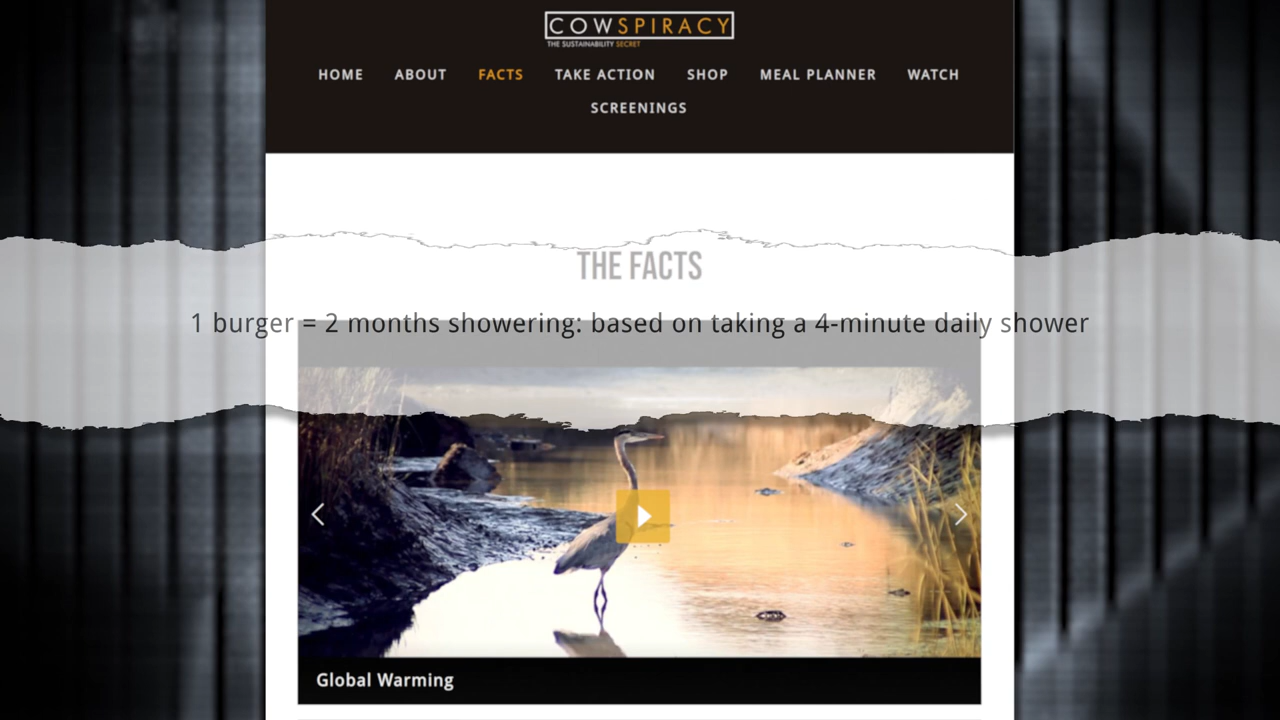 COWSPIRACY
THE SUSTAINABILITY SECRET
HOME ABOUT FACTS TAKE ACTION SHOP MEAL PLANNER WATCH
SCREENINGS
THE FACTS
1 burger = 2 months showering: based on taking a 4-minute daily shower
Global Warming